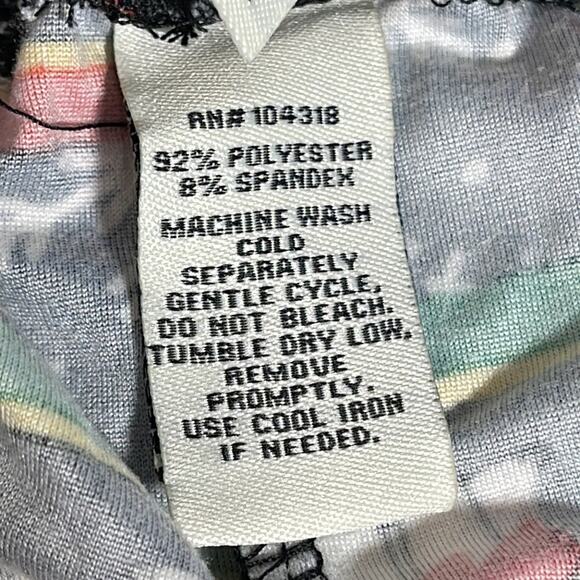 RN# 104318
92% POLYESTER
8% SPANDEX
MACHINE WASH
COLD
SEPARATELY
GENTLE CYCLE,
DO NOT BLEACH.
TUMBLE DRY LOW,
REMOVE
PROMPTLY.
USE COOL IRON
IF NEEDED.